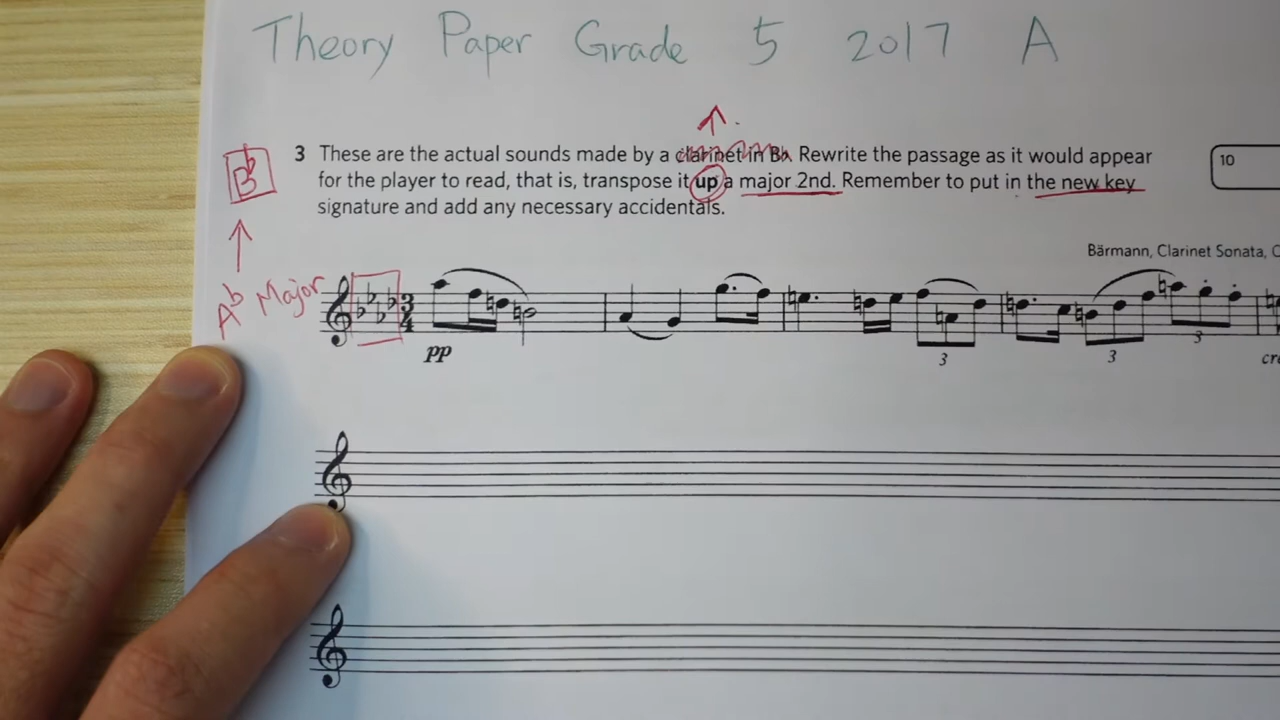 Theory Paper Grade 5 2017 A
3 These are the actual sounds made by a clarinet in B♭. Rewrite the passage as it would appear
10
for the player to read, that is, transpose it up a major 2nd. Remember to put in the new key
signature and add any necessary accidentals.
B♭
A♭ Major
Bärmann, Clarinet Sonata,
3
4
pp
3
3
3